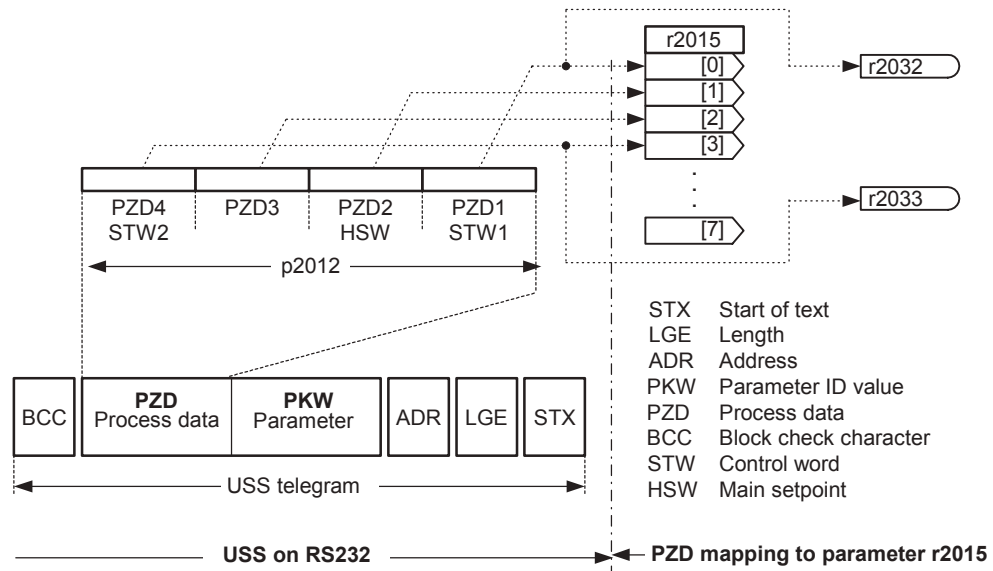 r2015
[0]
r2032
[1]
[2]
[3]
.
.
.
r2033
[7]
PZD4 PZD3 PZD2 PZD1
STW2 HSW STW1
p2012
STX Start of text
LGE Length
ADR Address
PKW Parameter ID value
PZD Process data
BCC Block check character
STW Control word
HSW Main setpoint
BCC PZD Process data PKW Parameter ADR LGE STX
USS telegram
USS on RS232
PZD mapping to parameter r2015